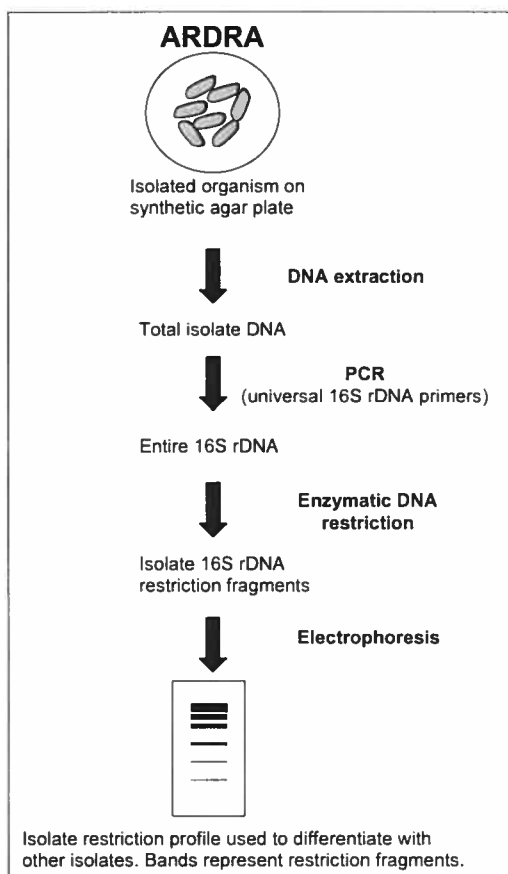 ARDRA
Isolated organism on
synthetic agar plate
DNA extraction
Total isolate DNA
PCR
(universal 16S rDNA primers)
Entire 16S rDNA
Enzymatic DNA
restriction
Isolate 16S rDNA
restriction fragments
Electrophoresis
Isolate restriction profile used to differentiate with
other isolates. Bands represent restriction fragments.